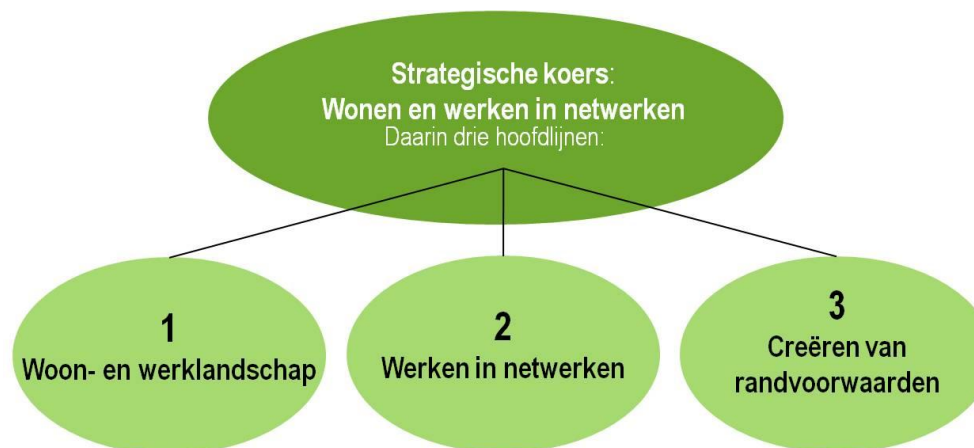 Strategische koers:
Wonen en werken in netwerken
Daarin drie hoofdlijnen:
1
Woon- en werklandschap
2
Werken in netwerken
3
Creëren van
randvoorwaarden